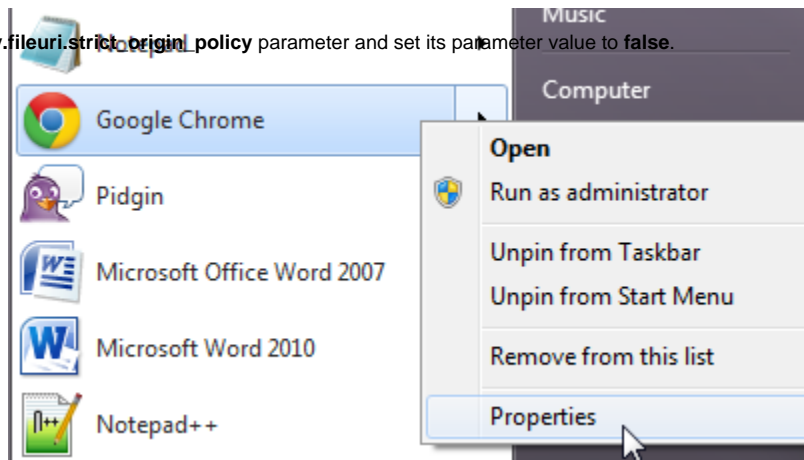 Music
.fileuri.strict_origin_policy parameter and set its parameter value to false.
Notepad
Computer
Google Chrome
Open
Run as administrator
Pidgin
Unpin from Taskbar
Microsoft Office Word 2007
Unpin from Start Menu
Microsoft Word 2010
Remove from this list
Properties
Notepad++